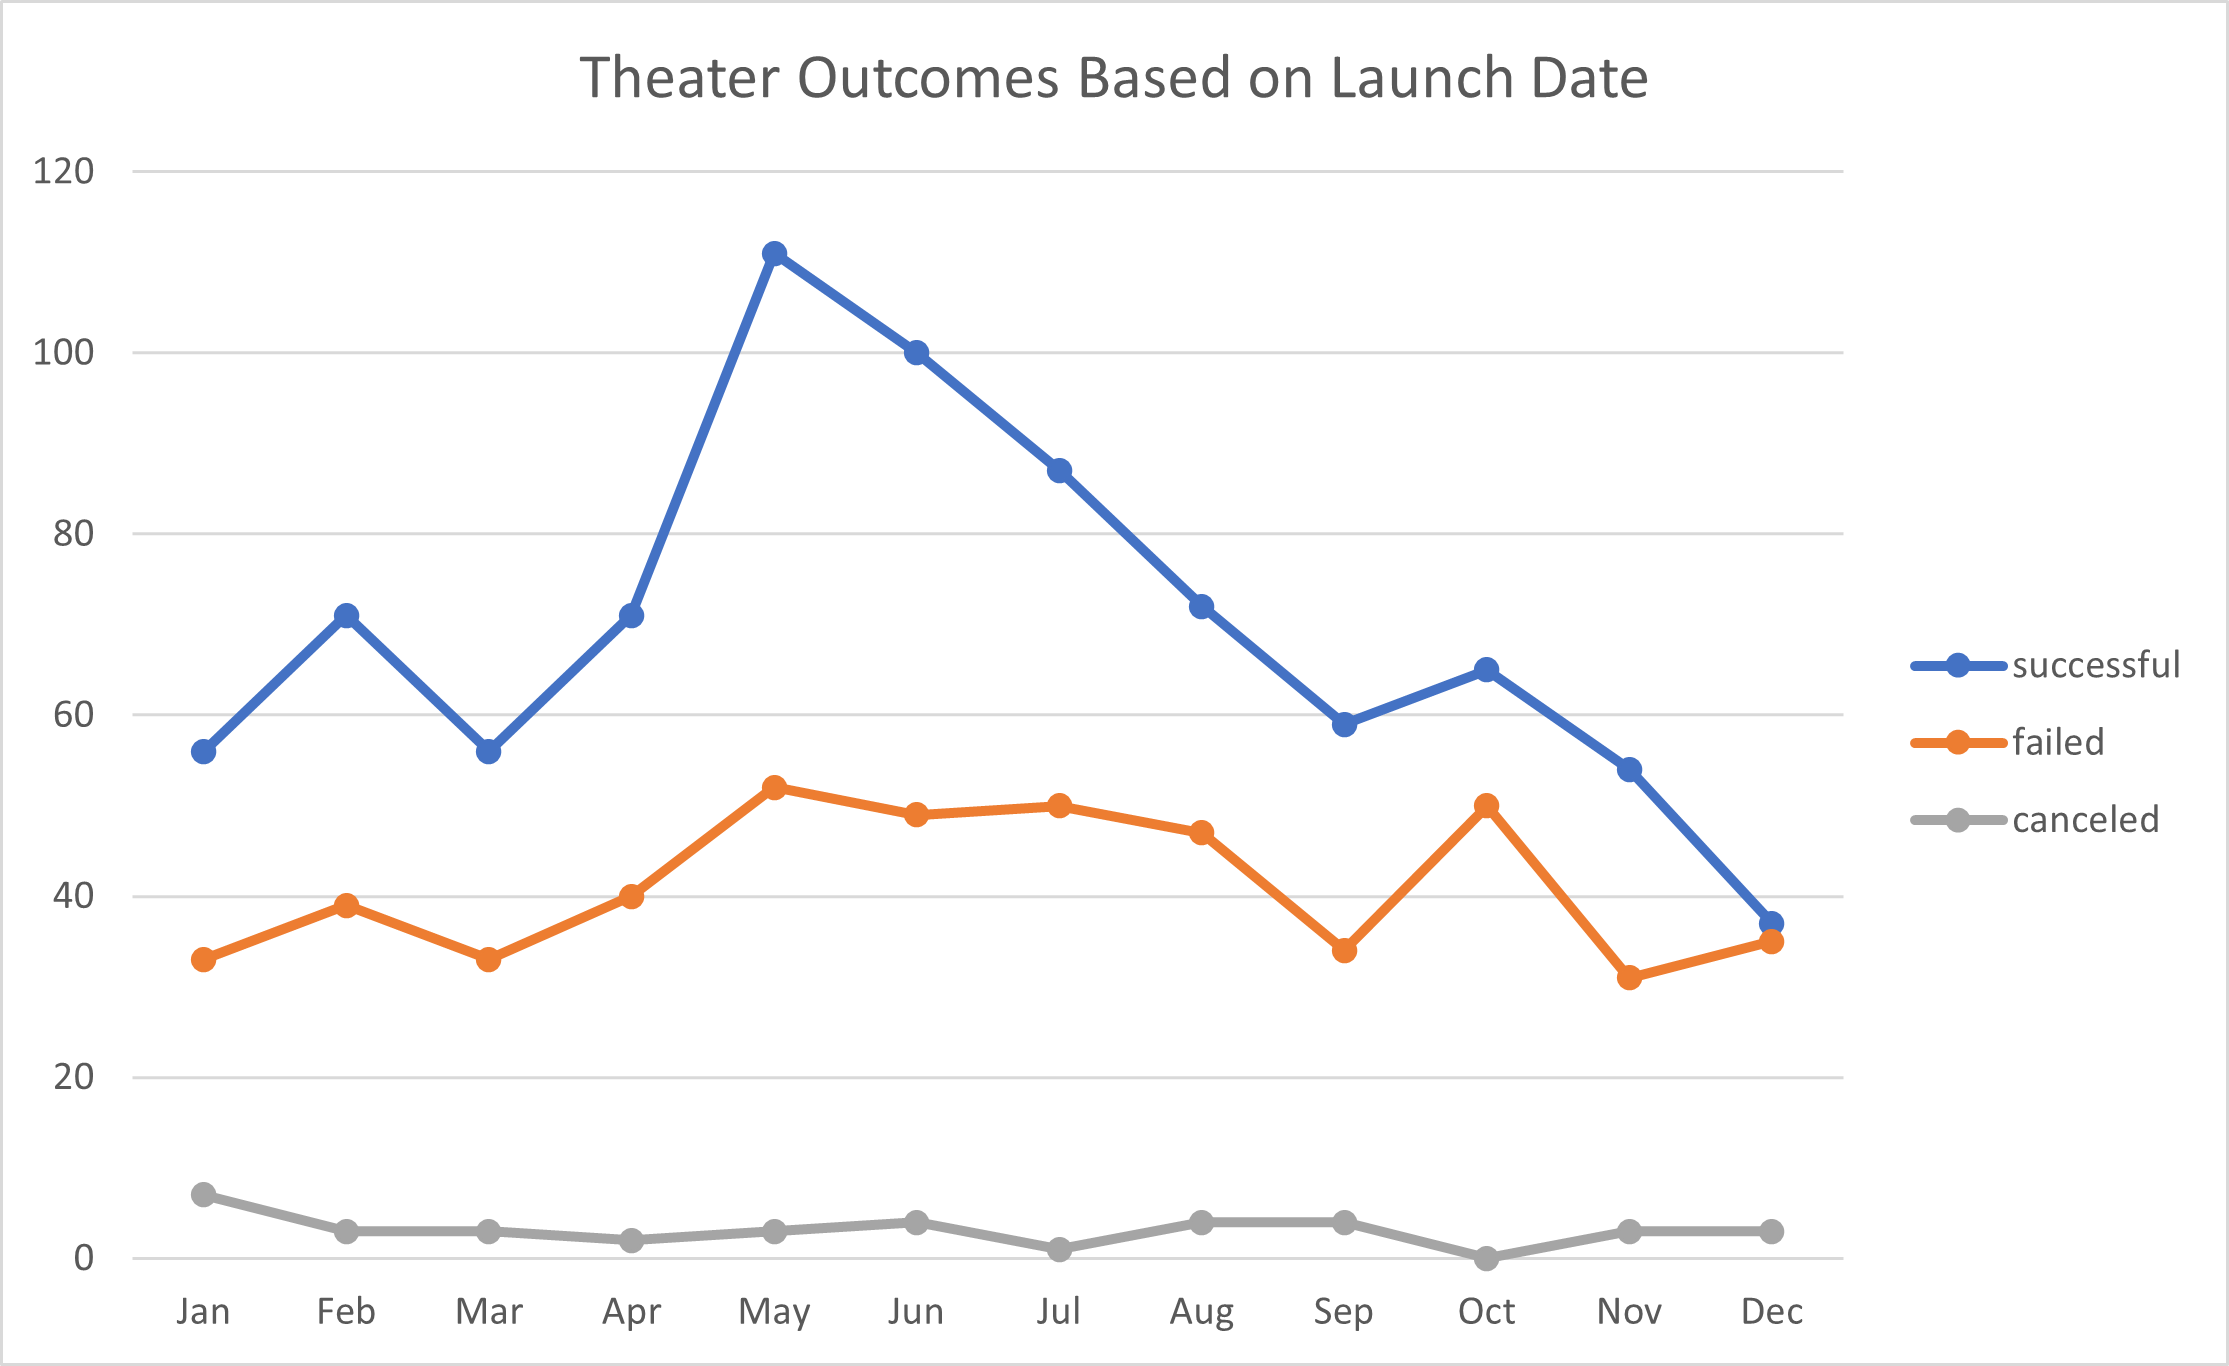 Theater Outcomes Based on Launch Date
120
100
80
60
40
20
0
Jan Feb Mar Apr May Jun Jul Aug Sep Oct Nov Dec
successful
failed
canceled